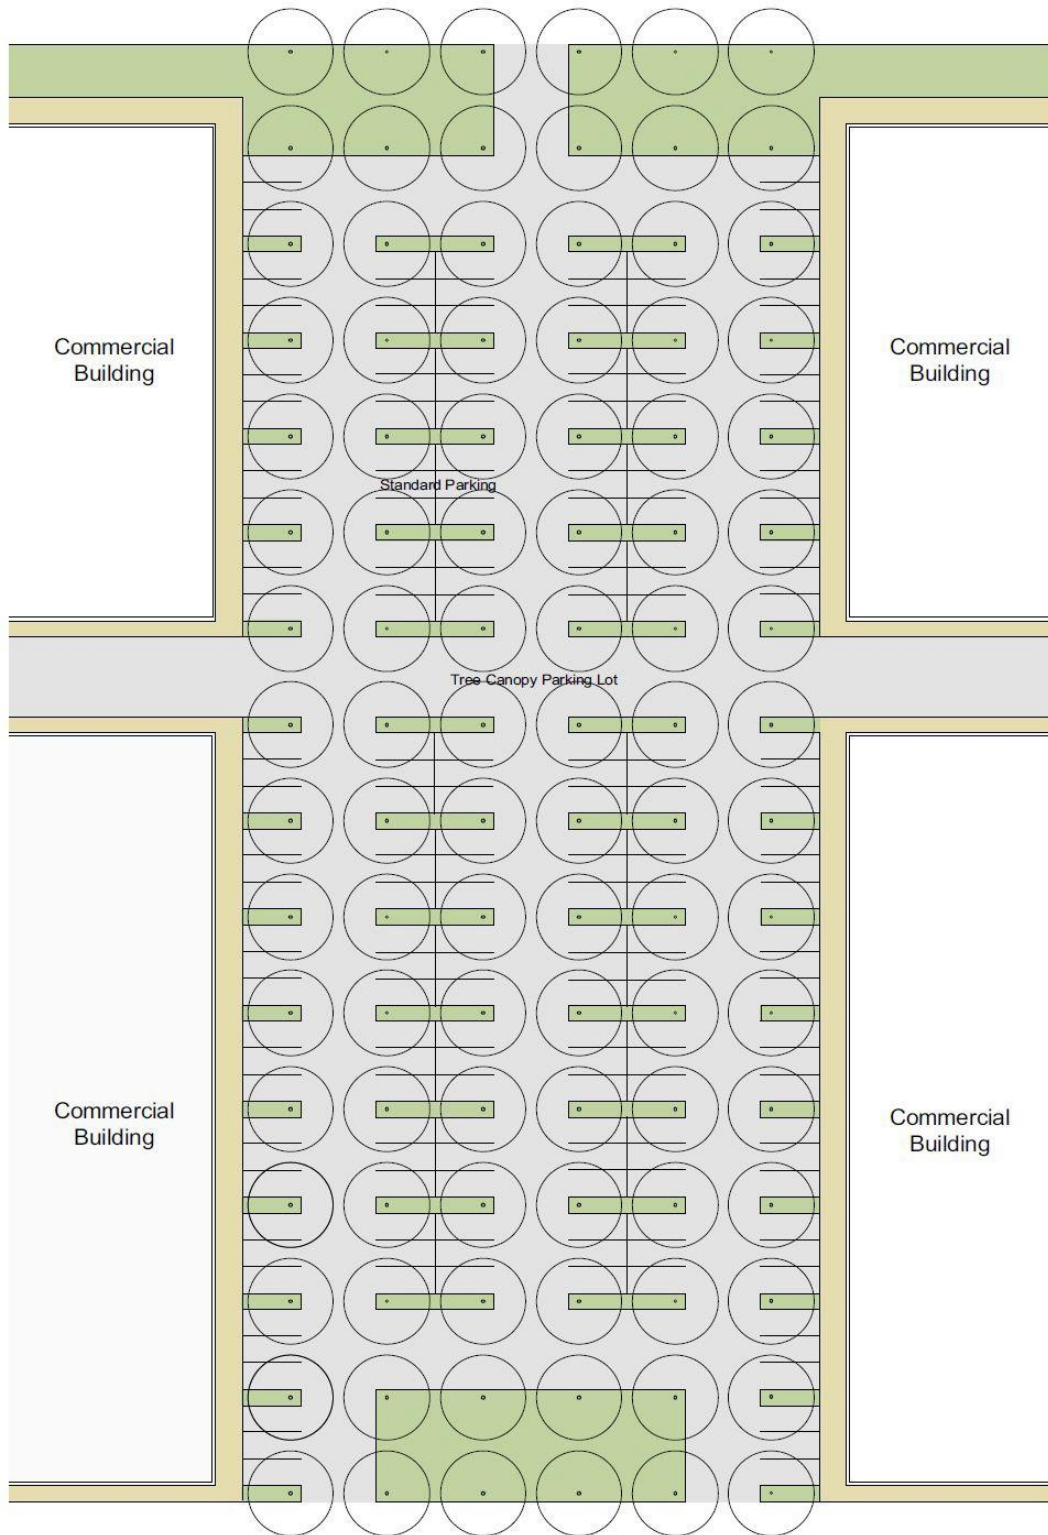 Commercial
Building
Commercial
Building
Standard Parking
Tree Canopy Parking Lot
Commercial
Building
Commercial
Building